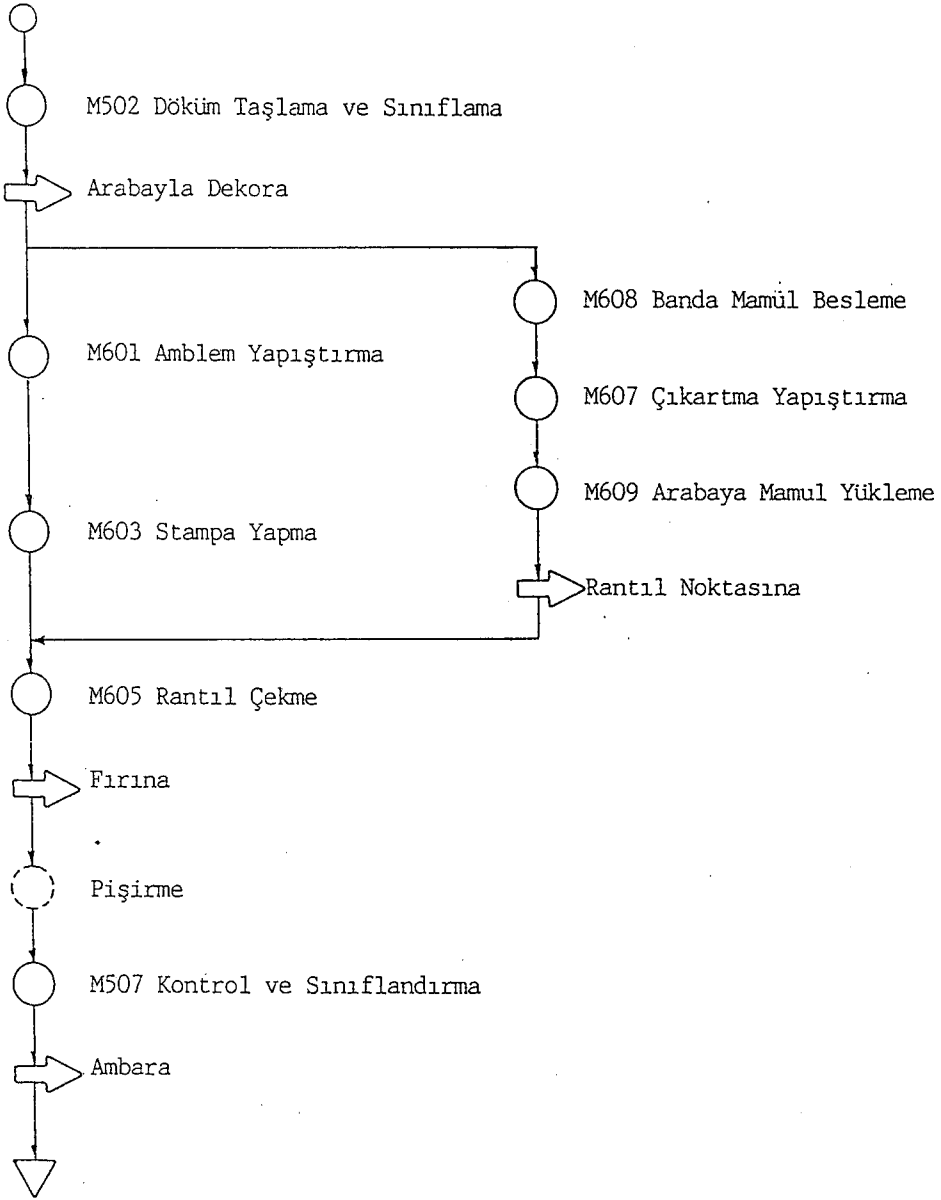 M502 Döküm Taşlama ve Sınıflama
Arabayla Dekora
M608 Banda Mamül Besleme
M601 Amblem Yapıştırma
M607 Çıkartma Yapıştırma
M609 Arabaya Mamul Yükleme
M603 Stampa Yapma
Rantıl Noktasına
M605 Rantıl Çekme
Fırına
Pişirme
M507 Kontrol ve Sınıflandırma
Ambara